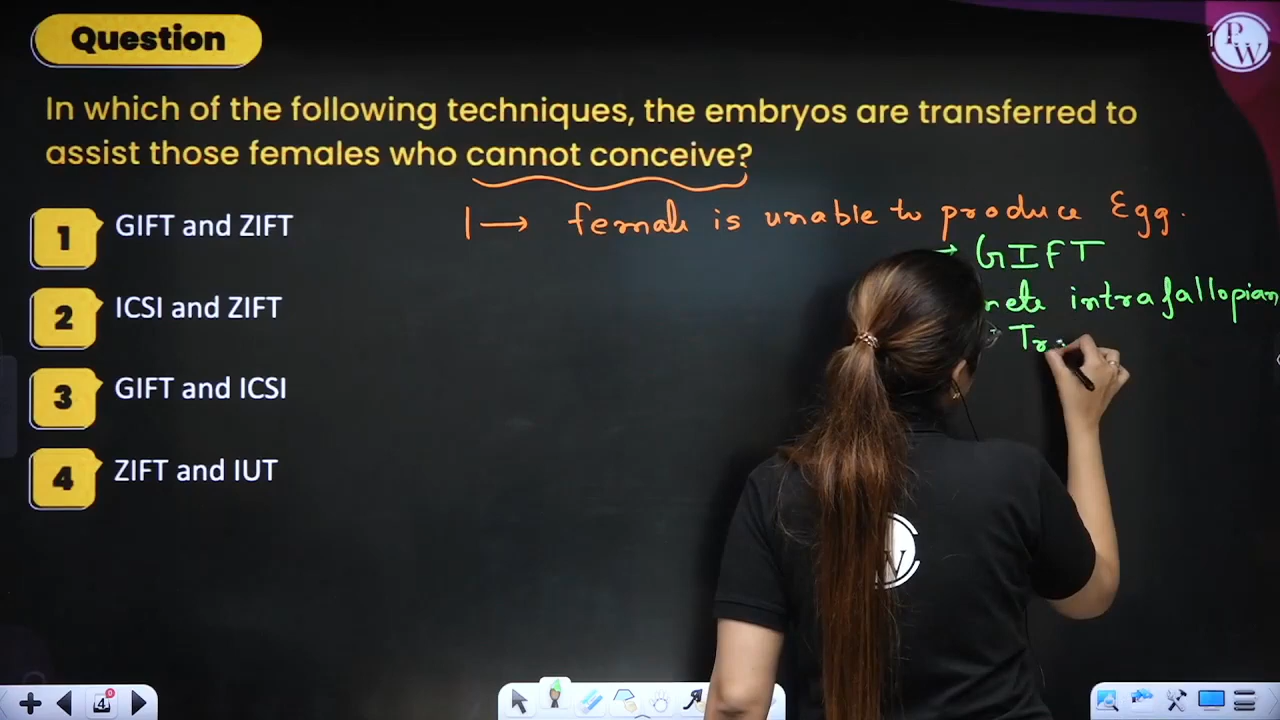 Question
PW
In which of the following techniques, the embryos are transferred to
assist those females who cannot conceive?
1 GIFT and ZIFT
2 ICSI and ZIFT
3 GIFT and ICSI
4 ZIFT and IUT
1 → female is unable to produce Egg.
→ GIFT
intrafallopian
4